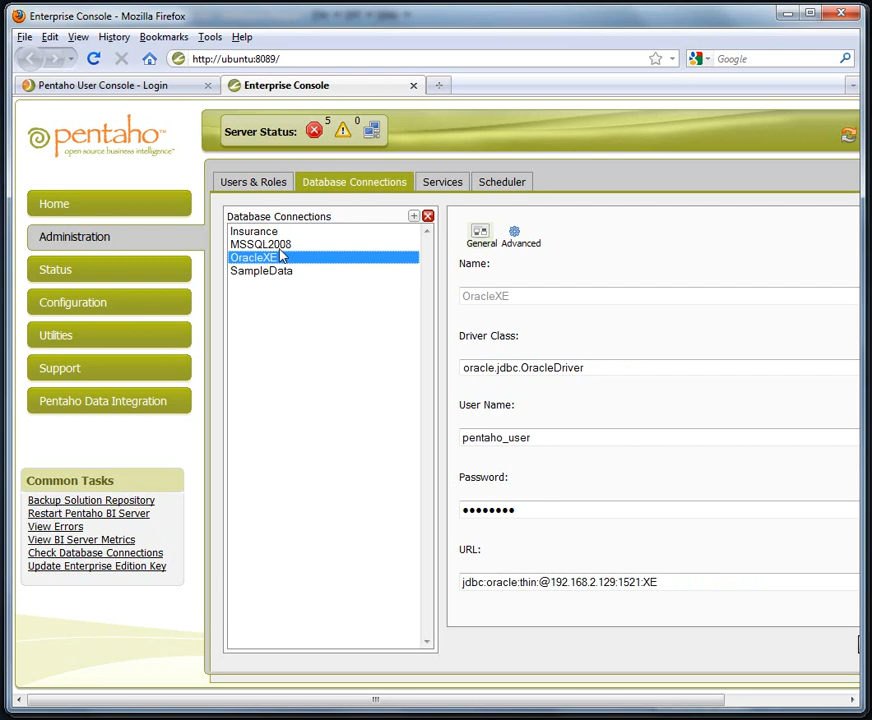 Enterprise Console - Mozilla Firefox
File Edit View History Bookmarks Tools Help
http://ubuntu:8089/
Google
Pentaho User Console - Login
Enterprise Console
pentaho™
open source business intelligence™
Server Status: 5 0
Home
Administration
Status
Configuration
Utilities
Support
Pentaho Data Integration
Common Tasks
Backup Solution Repository
Restart Pentaho BI Server
View Errors
View BI Server Metrics
Check Database Connections
Update Enterprise Edition Key
Users & Roles Database Connections Services Scheduler
Database Connections
Insurance
MSSQL2008
OracleXE
SampleData
General Advanced
Name:
OracleXE
Driver Class:
oracle.jdbc.OracleDriver
User Name:
pentaho_user
Password:
••••••••
URL:
jdbc:oracle:thin:@192.168.2.129:1521:XE